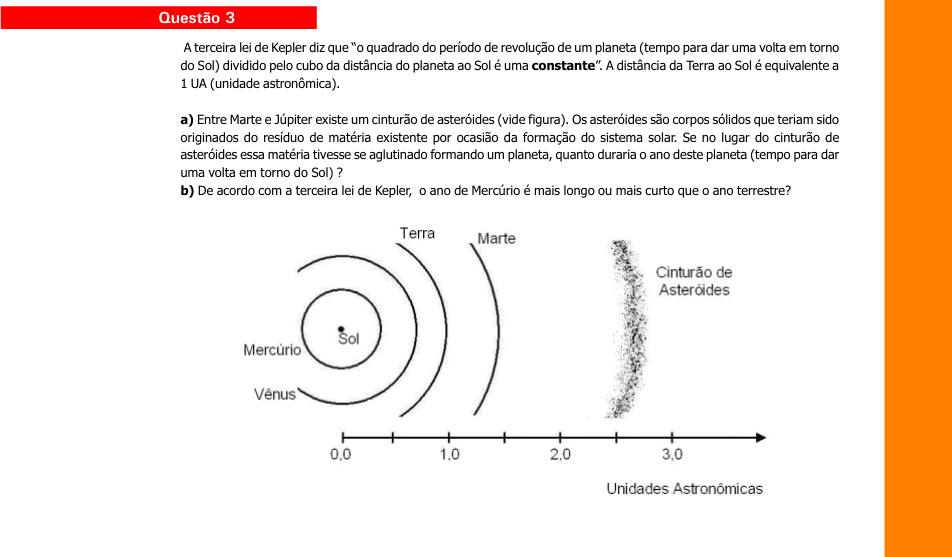 Questão 3
A terceira lei de Kepler diz que “o quadrado do período de revolução de um planeta (tempo para dar uma volta em torno
do Sol) dividido pelo cubo da distância do planeta ao Sol é uma constante”. A distância da Terra ao Sol é equivalente a
1 UA (unidade astronômica).
a) Entre Marte e Júpiter existe um cinturão de asteróides (vide figura). Os asteróides são corpos sólidos que teriam sido
originados do resíduo de matéria existente por ocasião da formação do sistema solar. Se no lugar do cinturão de
asteróides essa matéria tivesse se aglutinado formando um planeta, quanto duraria o ano deste planeta (tempo para dar
uma volta em torno do Sol) ?
b) De acordo com a terceira lei de Kepler, o ano de Mercúrio é mais longo ou mais curto que o ano terrestre?
Terra
Marte
Cinturão de
Asteróides
Sol
Mercúrio
Vênus
0,0 1,0 2,0 3,0
Unidades Astronômicas